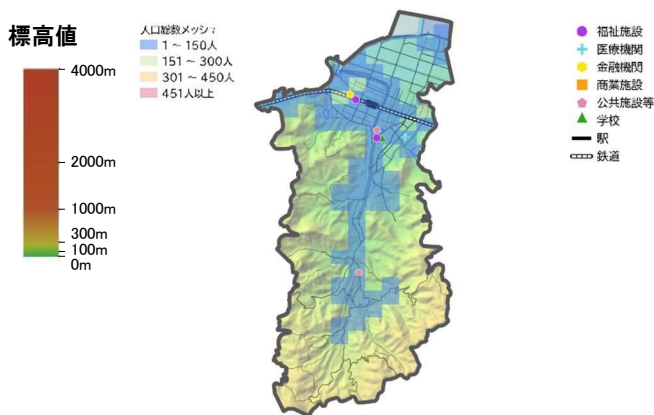 標高値
4000m
2000m
1000m
300m
100m
0m
人口総数メッシュ
1 ～ 150人
151 ～ 300人
301 ～ 450人
451人以上
福祉施設
医療機関
金融機関
商業施設
公共施設等
学校
駅
鉄道